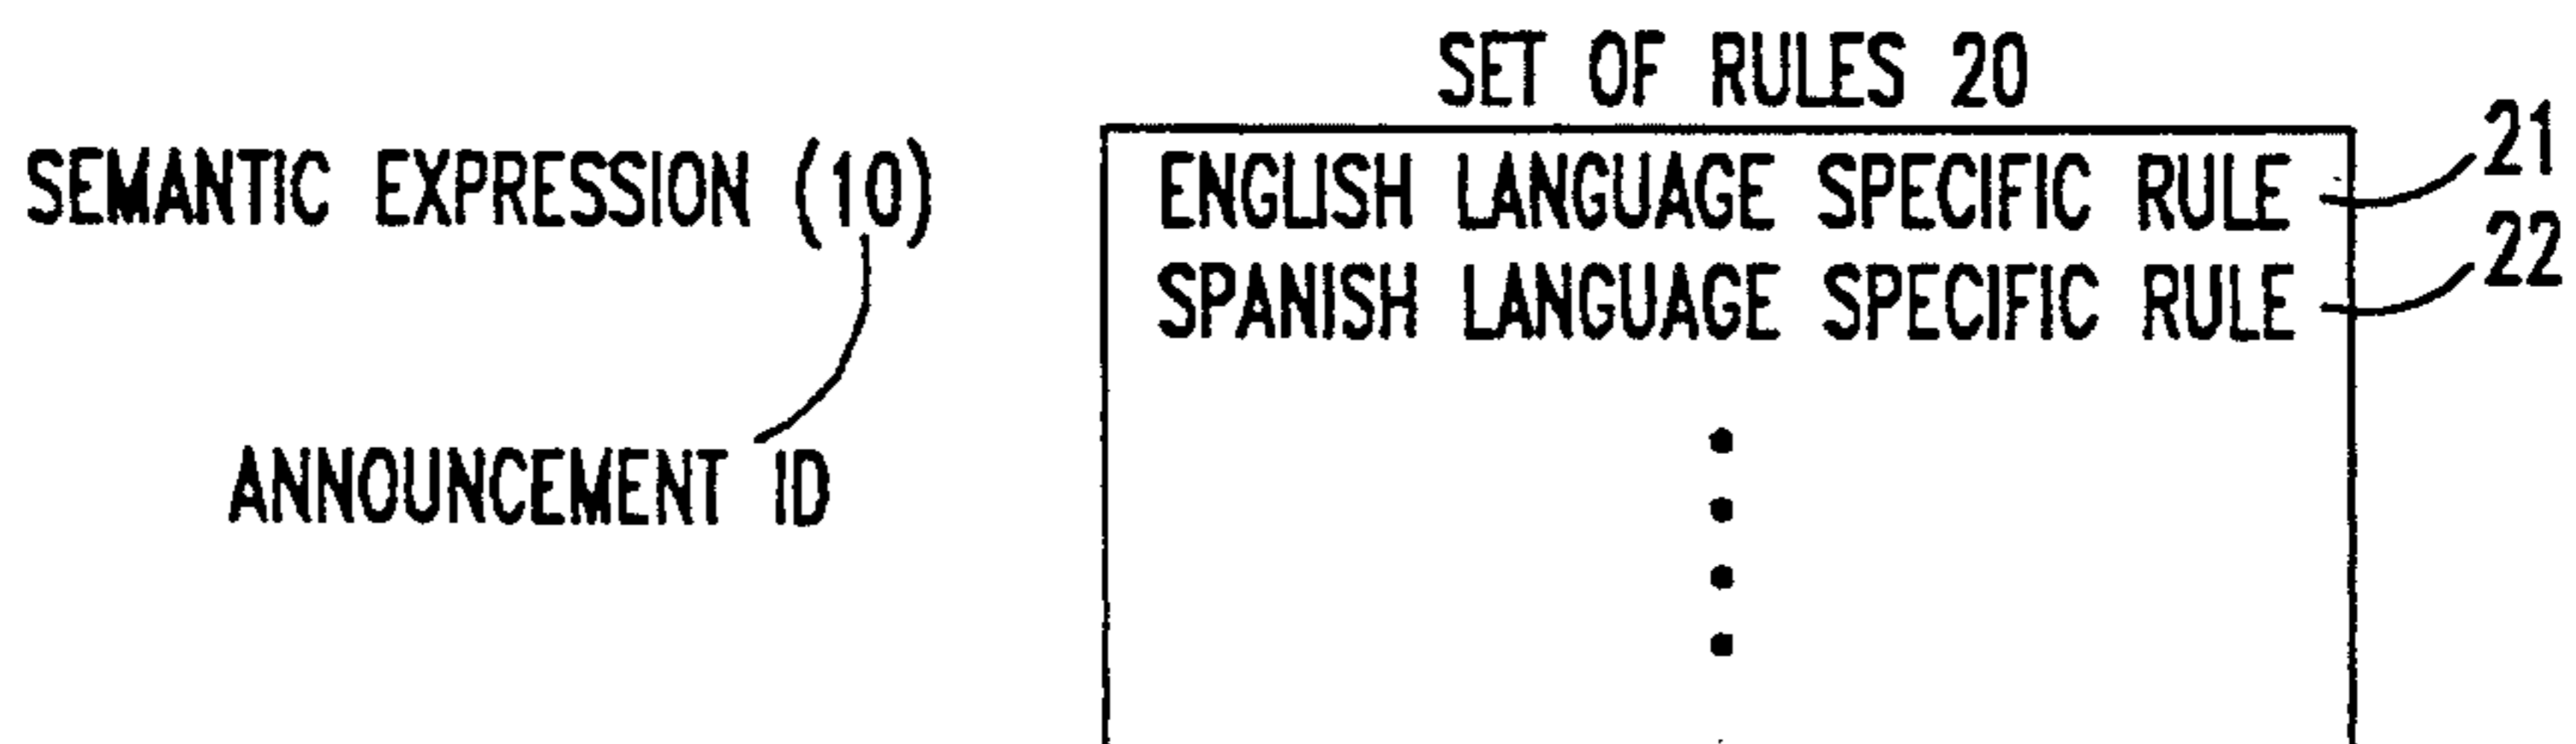 SET OF RULES 20
SEMANTIC EXPRESSION (10)
ANNOUNCEMENT ID
ENGLISH LANGUAGE SPECIFIC RULE 21
SPANISH LANGUAGE SPECIFIC RULE 22